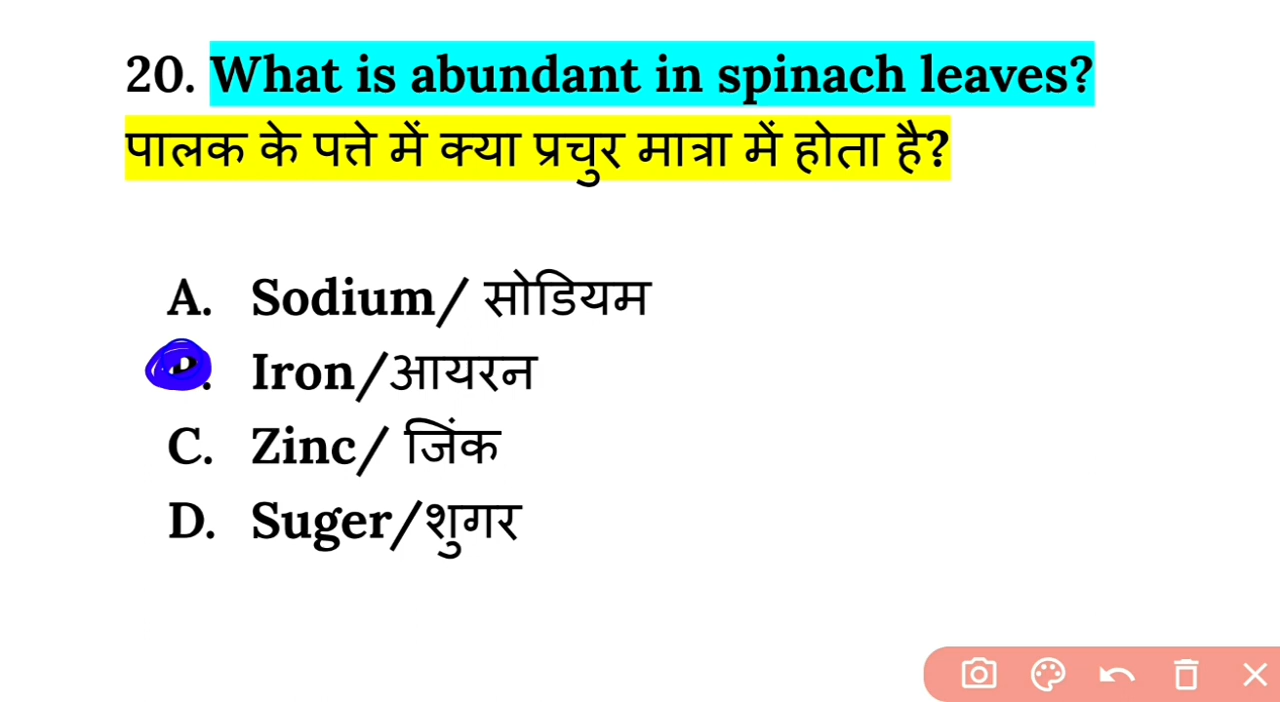 20. What is abundant in spinach leaves?
पालक के पत्ते में क्या प्रचुर मात्रा में होता है?
A. Sodium/ सोडियम
Iron/आयरन
C. Zinc/ जिंक
D. Suger/शुगर